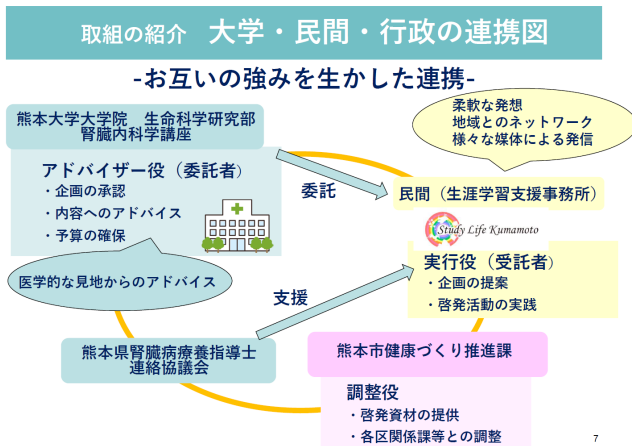 取組の紹介　大学・民間・行政の連携図
-お互いの強みを生かした連携-
熊本大学大学院　生命科学研究部
腎臓内科学講座
アドバイザー役（委託者）
・企画の承認
・内容へのアドバイス
・予算の確保
医学的な見地からのアドバイス
委託
柔軟な発想
地域とのネットワーク
様々な媒体による発信
民間（生涯学習支援事務所）
Study Life Kumamoto
実行役（受託者）
・企画の提案
・啓発活動の実践
支援
熊本県腎臓病療養指導士
連絡協議会
熊本市健康づくり推進課
調整役
・啓発資材の提供
・各区関係課等との調整
7